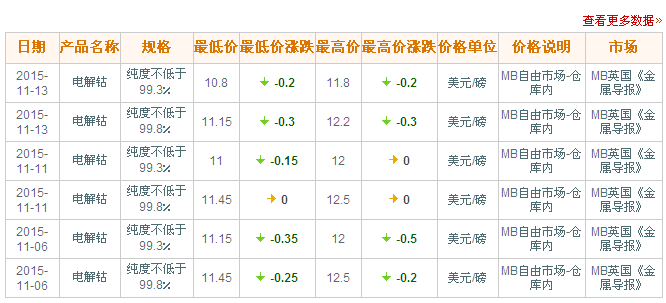 查看更多数据»
日期 产品名称 规格 最低价 最低价涨跌 最高价 最高价涨跌 价格单位 价格说明 市场
2015-11-13 电解钴 纯度不低于99.3% 10.8 -0.2 11.8 -0.2 美元/磅 MB自由市场-仓库内 MB英国《金属导报》
2015-11-13 电解钴 纯度不低于99.8% 11.15 -0.3 12.2 -0.3 美元/磅 MB自由市场-仓库内 MB英国《金属导报》
2015-11-11 电解钴 纯度不低于99.3% 11 -0.15 12 0 美元/磅 MB自由市场-仓库内 MB英国《金属导报》
2015-11-11 电解钴 纯度不低于99.8% 11.45 0 12.5 0 美元/磅 MB自由市场-仓库内 MB英国《金属导报》
2015-11-06 电解钴 纯度不低于99.3% 11.15 -0.35 12 -0.5 美元/磅 MB自由市场-仓库内 MB英国《金属导报》
2015-11-06 电解钴 纯度不低于99.8% 11.45 -0.25 12.5 -0.2 美元/磅 MB自由市场-仓库内 MB英国《金属导报》